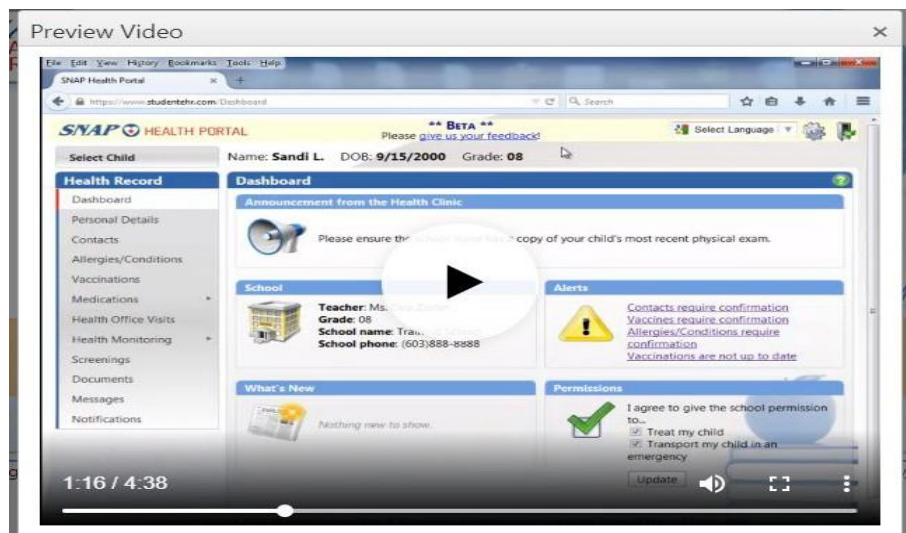 Preview Video ×
File Edit View History Bookmarks Tools Help
SNAP Health Portal × +
https://www.studentehr.com/Dashboard Search
SNAP HEALTH PORTAL
** BETA **
Please give us your feedback!
Select Language
Select Child
Name: Sandi L. DOB: 9/15/2000 Grade: 08
Health Record
Dashboard
Personal Details
Contacts
Allergies/Conditions
Vaccinations
Medications
Health Office Visits
Health Monitoring
Screenings
Documents
Messages
Notifications
Dashboard
Announcement from the Health Clinic
Please ensure the copy of your child's most recent physical exam.
School
Teacher: Ms.
Grade: 08
School name:
School phone: (603)888-8888
Alerts
Contacts require confirmation
Vaccines require confirmation
Allergies/Conditions require
confirmation
Vaccinations are not up to date
What's New
Nothing new to show.
Permissions
I agree to give the school permission
to...
Treat my child
Transport my child in an
emergency
Update
1:16 / 4:38